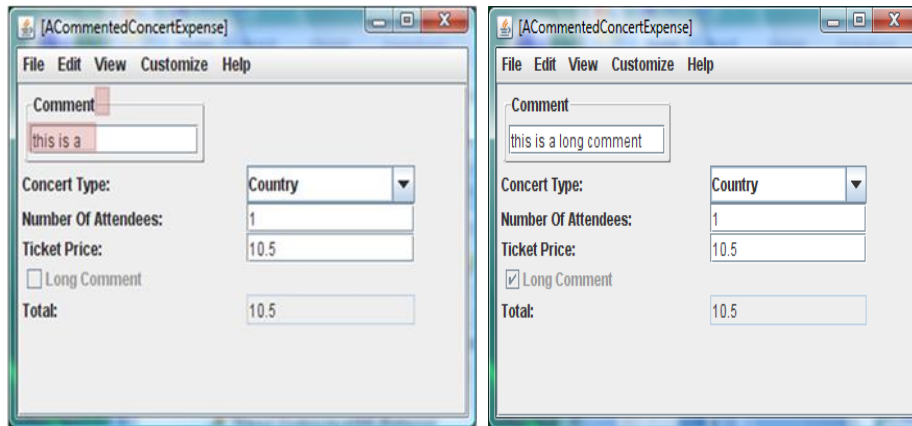 [ACommentedConcertExpense]
File Edit View Customize Help
Comment
this is a
Concert Type: Country
Number Of Attendees: 1
Ticket Price: 10.5
Long Comment
Total: 10.5
[ACommentedConcertExpense]
File Edit View Customize Help
Comment
this is a long comment
Concert Type: Country
Number Of Attendees: 1
Ticket Price: 10.5
Long Comment
Total: 10.5